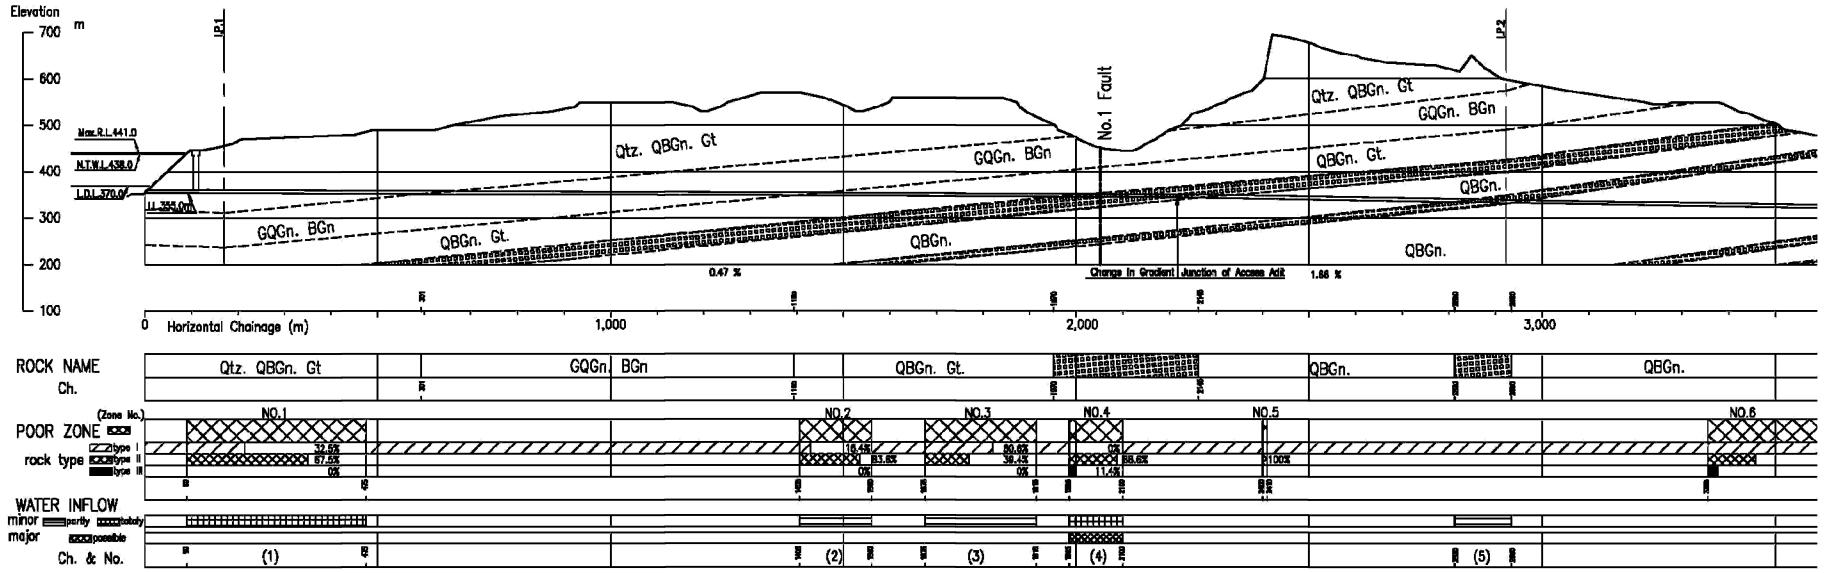 Elevation
m
I.P.1
I.P.2
700
600
500
400
300
200
100
Max.R.L.441.0
N.T.W.L.438.0
L.D.L.370.0
No.1 Fault
Qtz. QBGn. Gt
GQGn. BGn
Qtz. QBGn. Gt
GQGn. BGn
QBGn. Gt.
QBGn.
GQGn. BGn
QBGn. Gt.
QBGn.
QBGn.
0.47 %
Change in Gradient Junction of Access Adit
1.66 %
0
Horizontal Chainage (m)
1,000
2,000
3,000
ROCK NAME
Qtz. QBGn. Gt
GQGn. BGn
QBGn. Gt.
QBGn.
QBGn.
Ch.
(Zone No.)
NO.1
NO.2
NO.3
NO.4
NO.5
NO.6
POOR ZONE
rock type
type I
32.5%
16.4%
60.6%
0%
type II
67.5%
83.6%
39.4%
88.6%
100%
type III
0%
0%
0%
11.4%
WATER INFLOW
minor
partly
totaly
major
possible
Ch. & No.
(1)
(2)
(3)
(4)
(5)